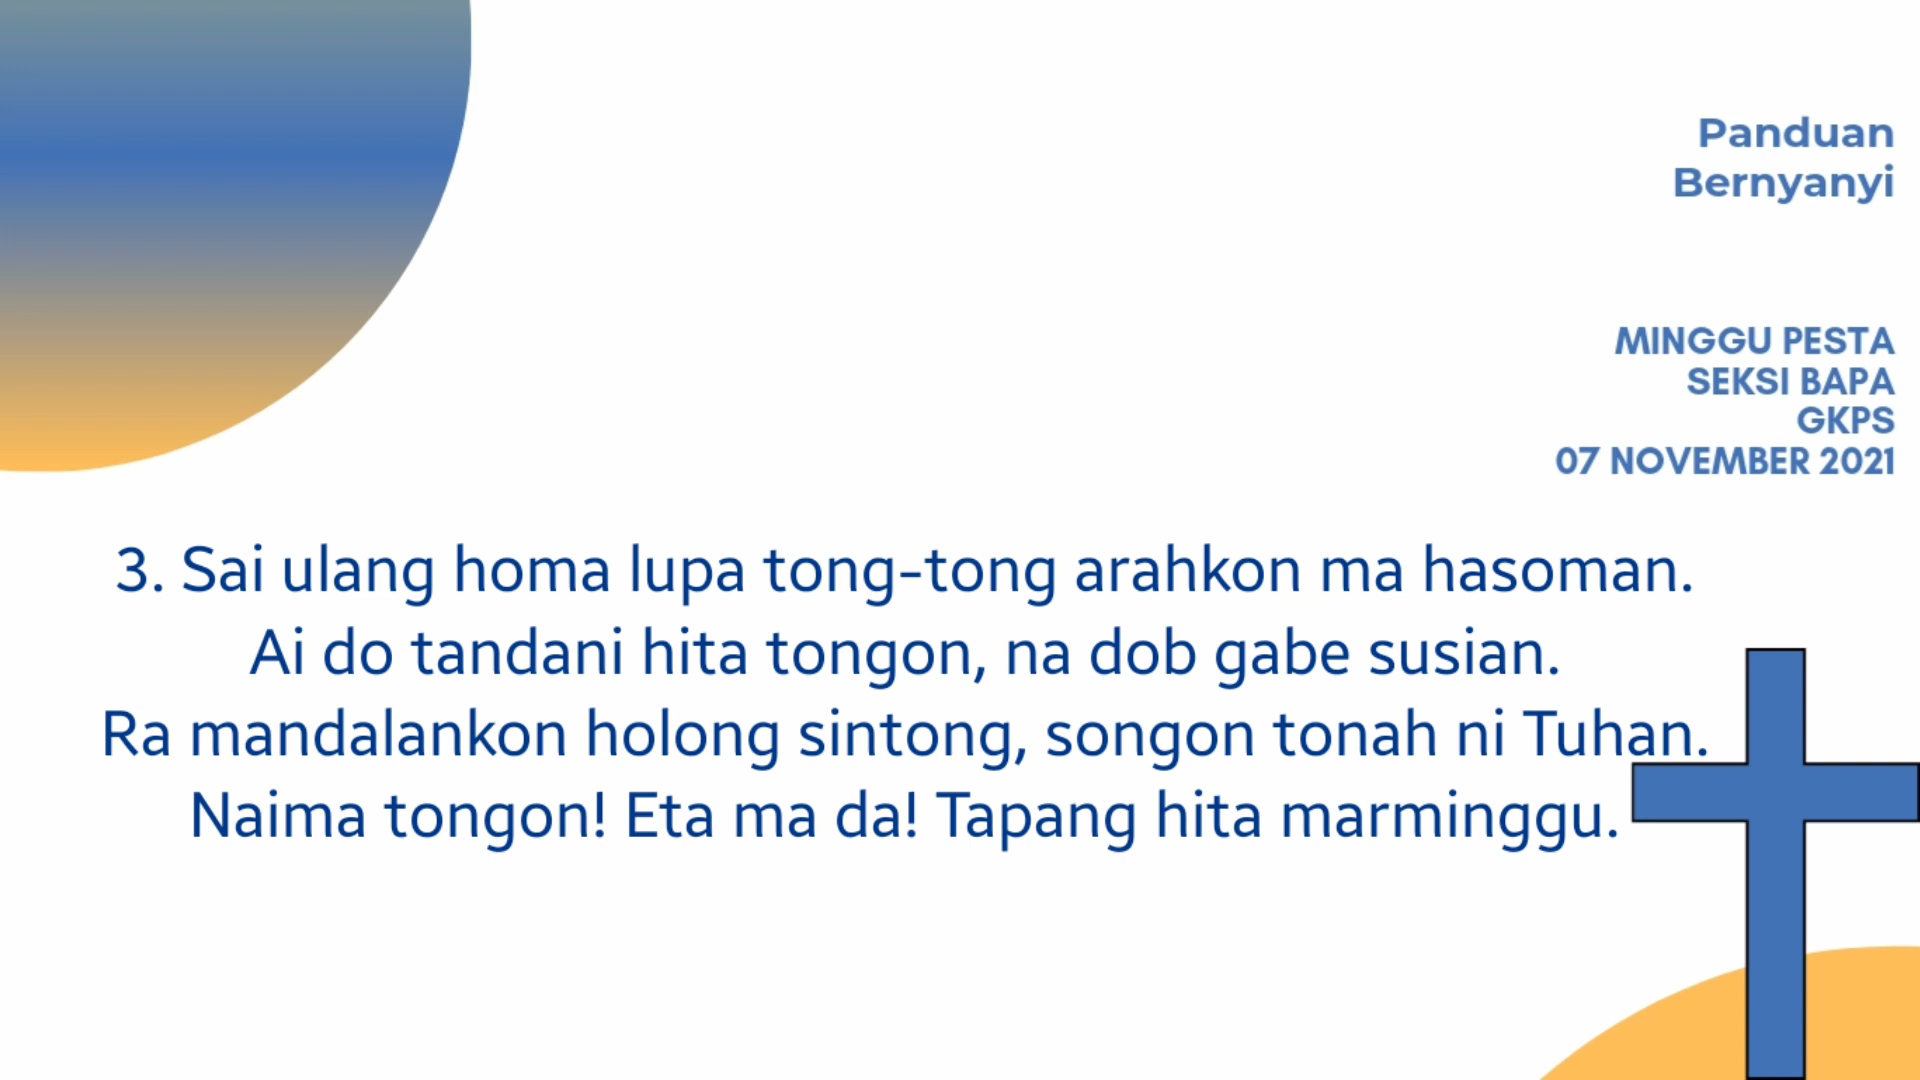 Panduan
Bernyanyi
MINGGU PESTA
SEKSI BAPA
GKPS
07 NOVEMBER 2021
3. Sai ulang homa lupa tong-tong arahkon ma hasoman.
Ai do tandani hita tongon, na dob gabe susian.
Ra mandalankon holong sintong, songon tonah ni Tuhan.
Naima tongon! Eta ma da! Tapang hita marminggu.